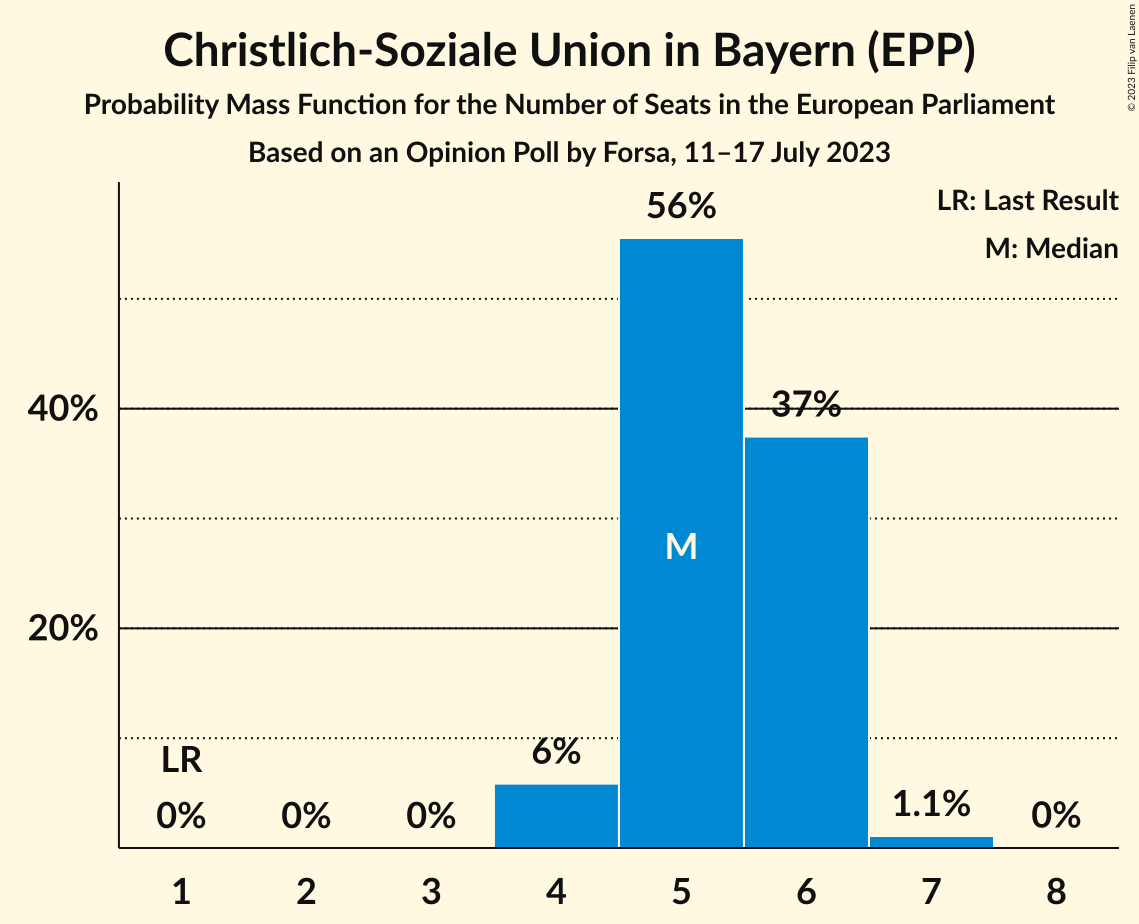 Christlich-Soziale Union in Bayern (EPP)
Probability Mass Function for the Number of Seats in the European Parliament
Based on an Opinion Poll by Forsa, 11–17 July 2023
© 2023 Filip van Laenen
LR: Last Result
M: Median
56%
40%
37%
M
20%
LR
6%
0%
0%
0%
1.1%
0%
1 2 3 4 5 6 7 8